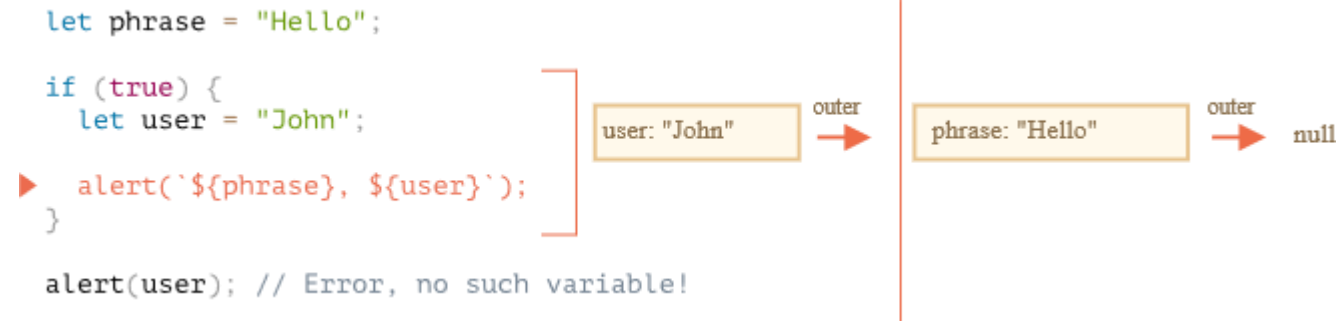 let phrase = "Hello";
if (true) {
let user = "John";
alert(`${phrase}, ${user}`);
}
alert(user); // Error, no such variable!
user: "John"
outer
phrase: "Hello"
outer
null